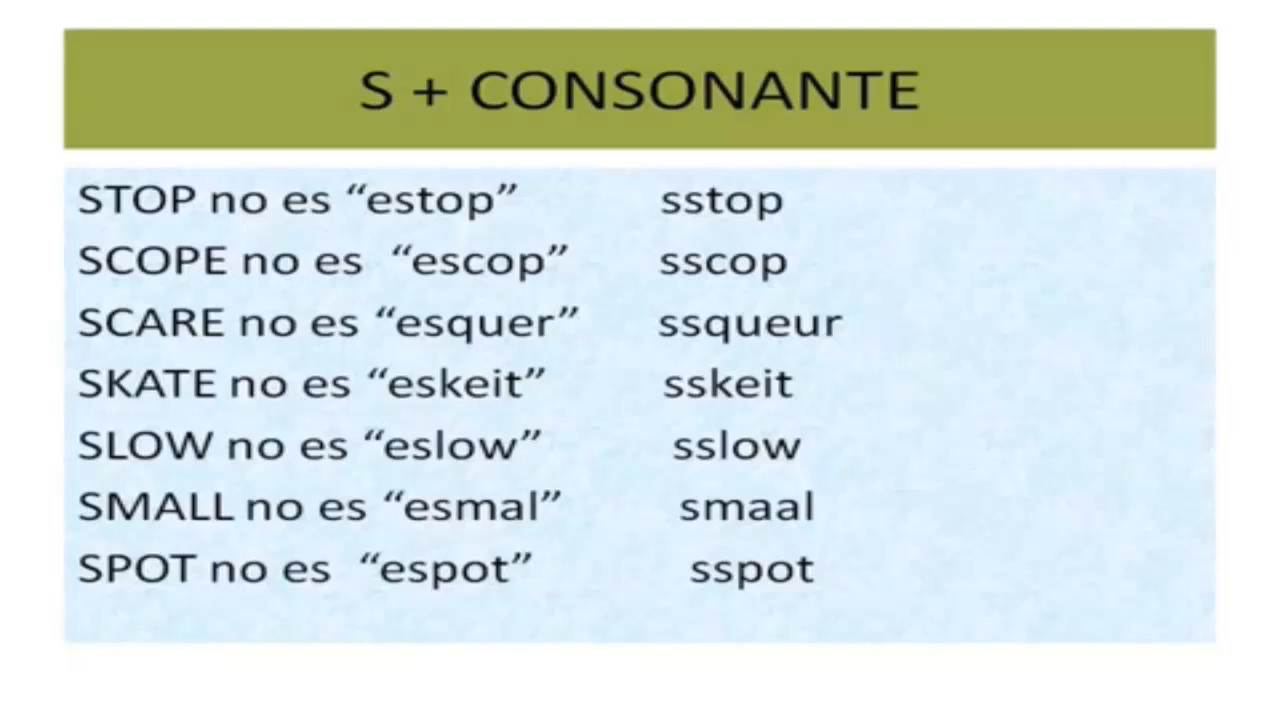 S + CONSONANTE
STOP no es “estop” sstop
SCOPE no es “escop” sscop
SCARE no es “esquer” ssqueur
SKATE no es “eskeit” sskeit
SLOW no es “eslow” sslow
SMALL no es “esmal” smaal
SPOT no es “espot” sspot